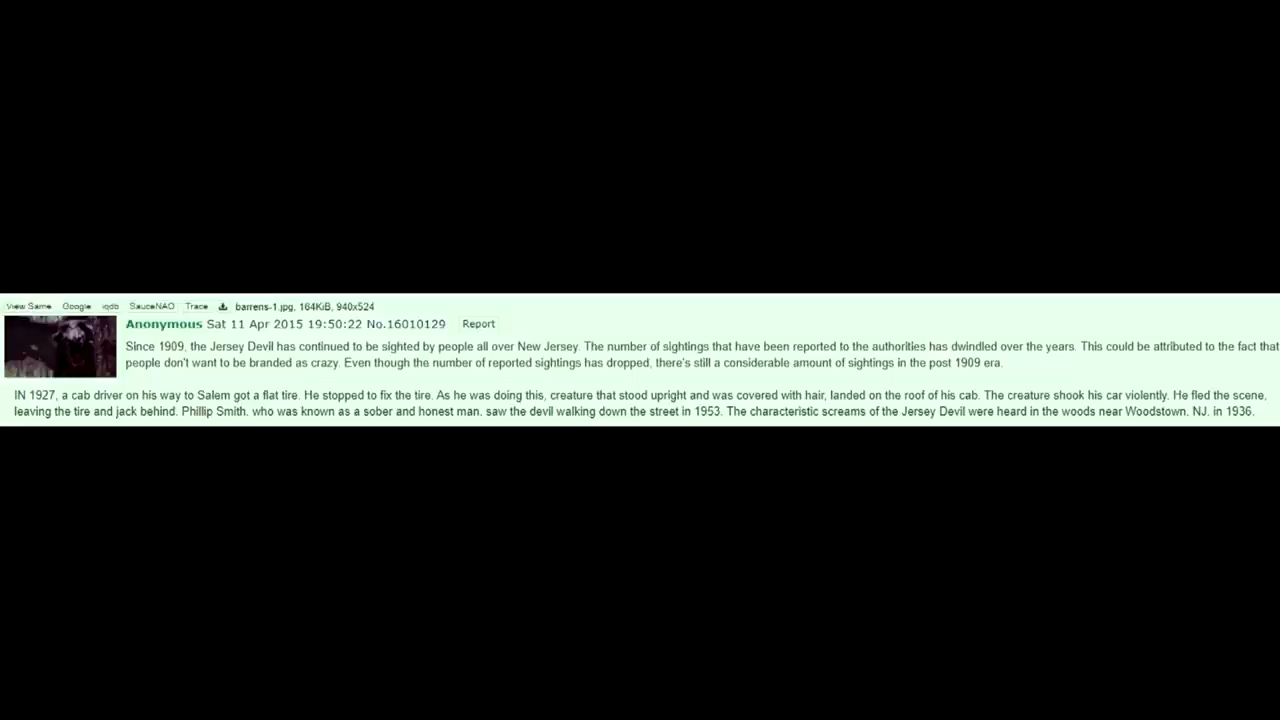 View Same Google iqdb SauceNAO Trace barrens-1.jpg, 164KiB, 940x524
Anonymous Sat 11 Apr 2015 19:50:22 No.16010129 Report
Since 1909, the Jersey Devil has continued to be sighted by people all over New Jersey. The number of sightings that have been reported to the authorities has dwindled over the years. This could be attributed to the fact that
people don't want to be branded as crazy. Even though the number of reported sightings has dropped, there's still a considerable amount of sightings in the post 1909 era.
IN 1927, a cab driver on his way to Salem got a flat tire. He stopped to fix the tire. As he was doing this, creature that stood upright and was covered with hair, landed on the roof of his cab. The creature shook his car violently. He fled the scene,
leaving the tire and jack behind. Phillip Smith. who was known as a sober and honest man. saw the devil walking down the street in 1953. The characteristic screams of the Jersey Devil were heard in the woods near Woodstown. NJ. in 1936.